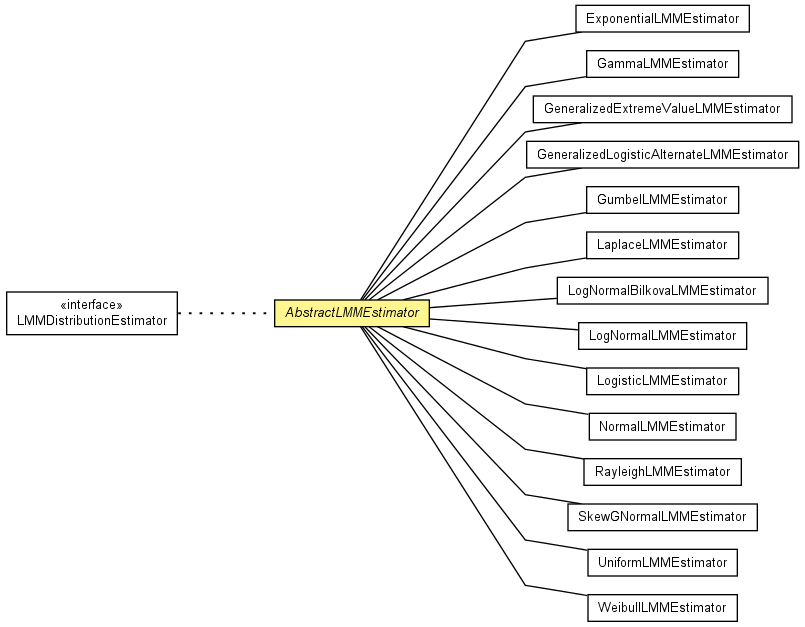 ExponentialLMMEstimator
GammaLMMEstimator
GeneralizedExtremeValueLMMEstimator
GeneralizedLogisticAlternateLMMEstimator
GumbelLMMEstimator
LaplaceLMMEstimator
LogNormalBilkovaLMMEstimator
«interface»
LMMDistributionEstimator
AbstractLMMEstimator
LogNormalLMMEstimator
LogisticLMMEstimator
NormalLMMEstimator
RayleighLMMEstimator
SkewGNormalLMMEstimator
UniformLMMEstimator
WeibullLMMEstimator